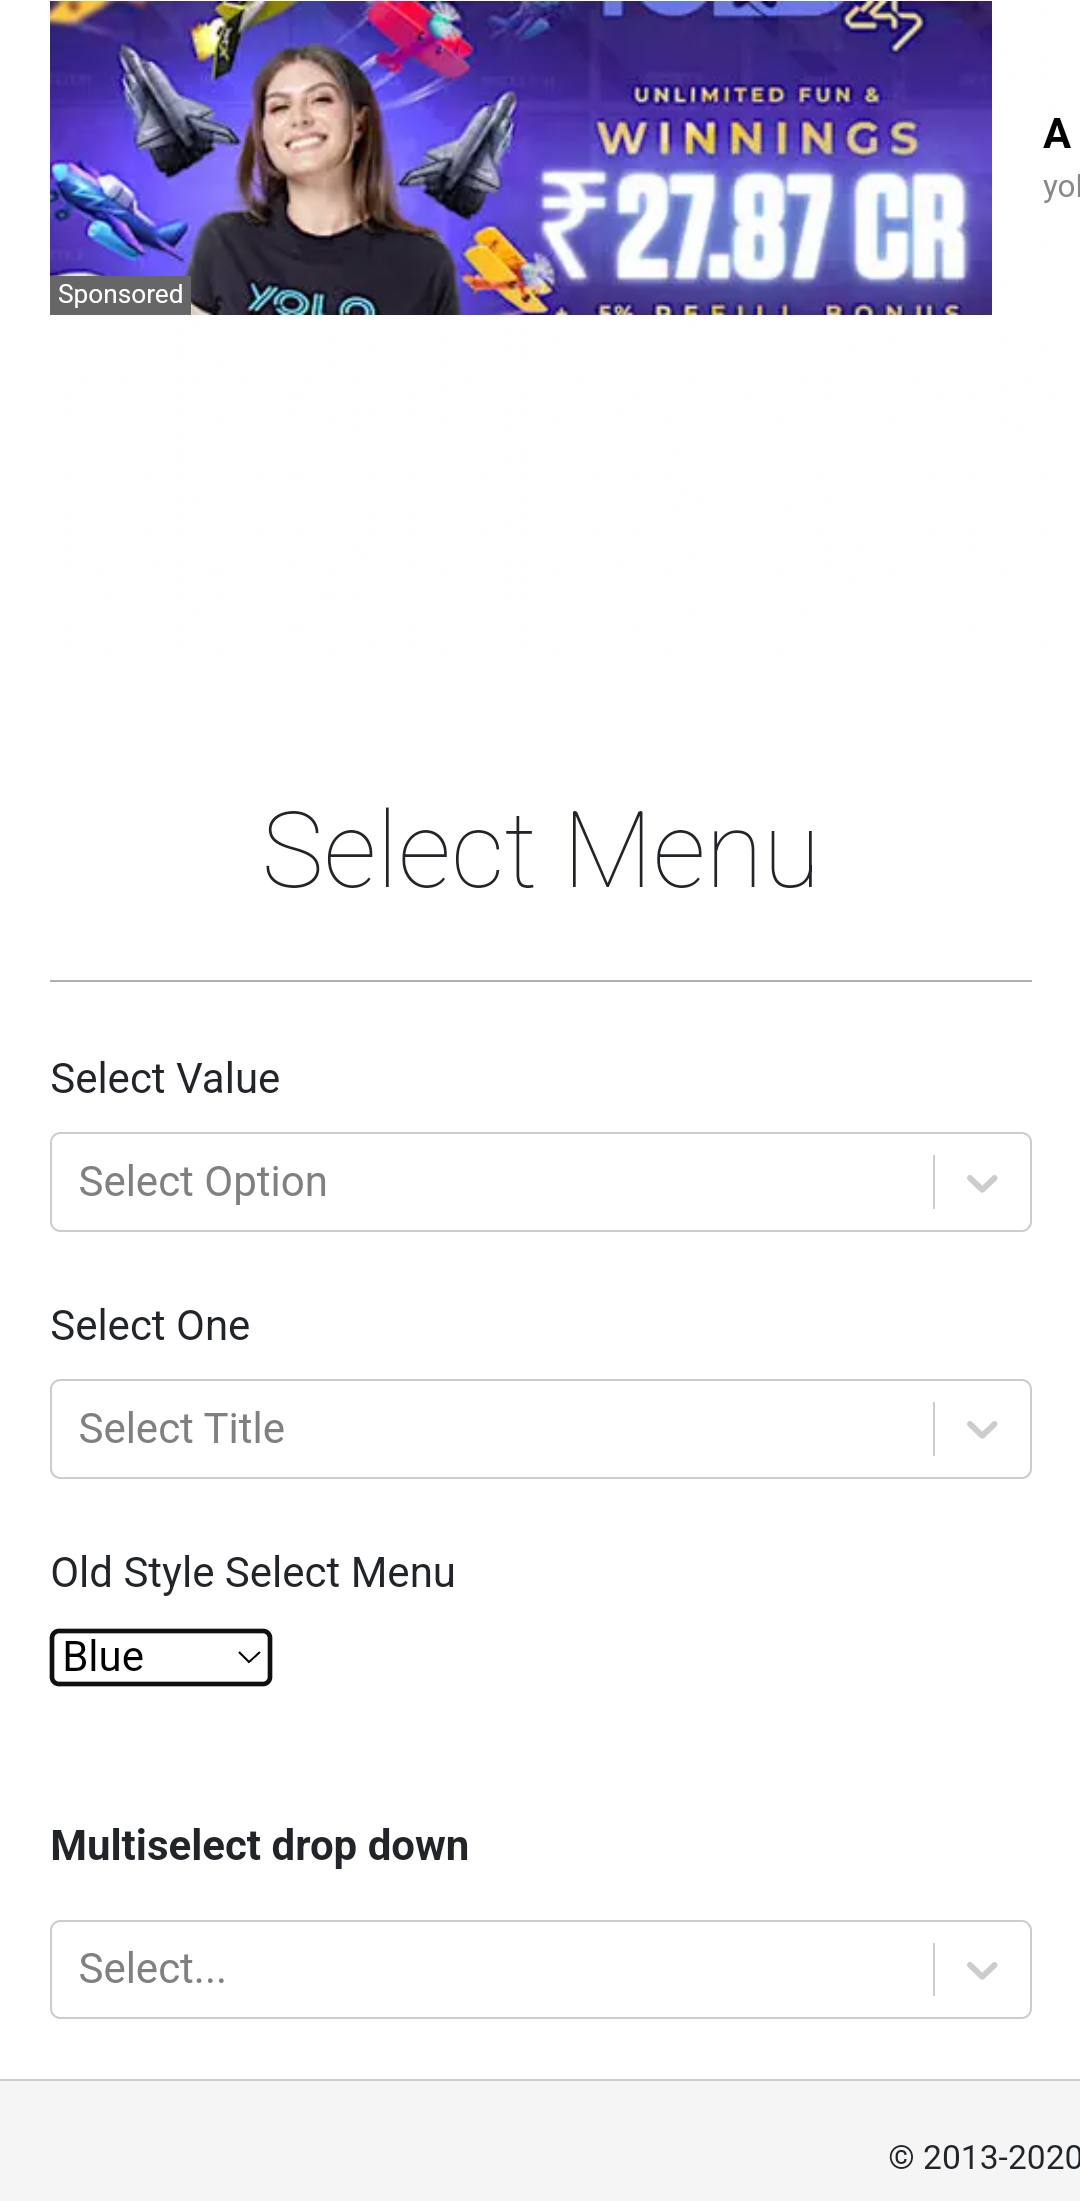 UNLIMITED FUN &
WINNINGS
₹27.87 CR
+ 5% REFILL BONUS
YOLO
Sponsored
A
yol
Select Menu
Select Value
Select Option
Select One
Select Title
Old Style Select Menu
Blue
Multiselect drop down
Select...
© 2013-2020